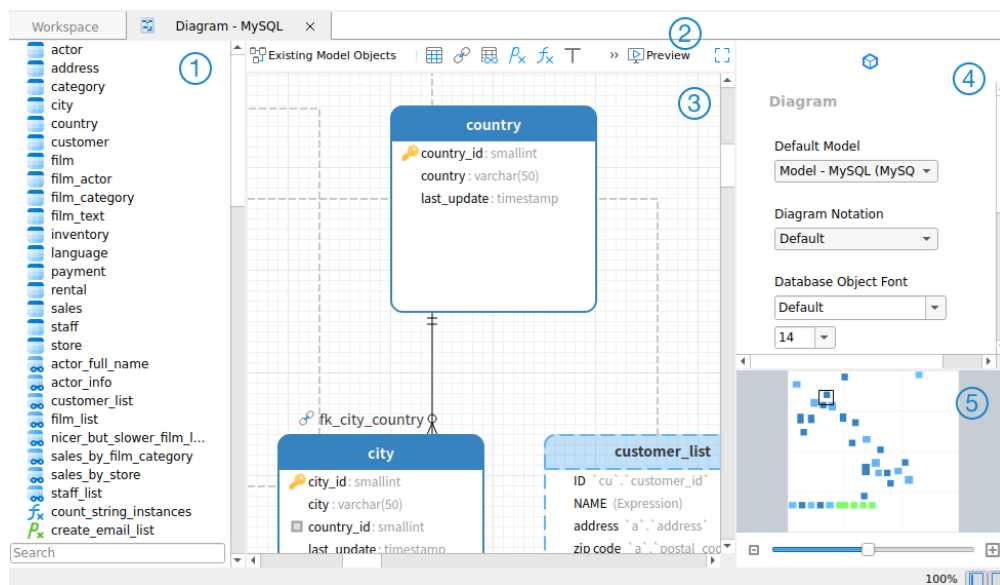 Workspace
Diagram - MySQL
actor
address
category
city
country
customer
film
film_actor
film_category
film_text
inventory
language
payment
rental
sales
staff
store
actor_full_name
actor_info
customer_list
film_list
nicer_but_slower_film_l...
sales_by_film_category
sales_by_store
staff_list
count_string_instances
create_email_list
Search
1
Existing Model Objects
Preview
2
3
country
country_id: smallint
country: varchar(50)
last_update: timestamp
fk_city_country
city
city_id: smallint
city: varchar(50)
country_id: smallint
last_update: timestamp
customer_list
ID `cu`.`customer_id`
NAME (Expression)
address `a`.`address`
zip code `a`.`postal_cod
4
Diagram
Default Model
Model - MySQL (MySQ
Diagram Notation
Default
Database Object Font
Default
14
5
100%